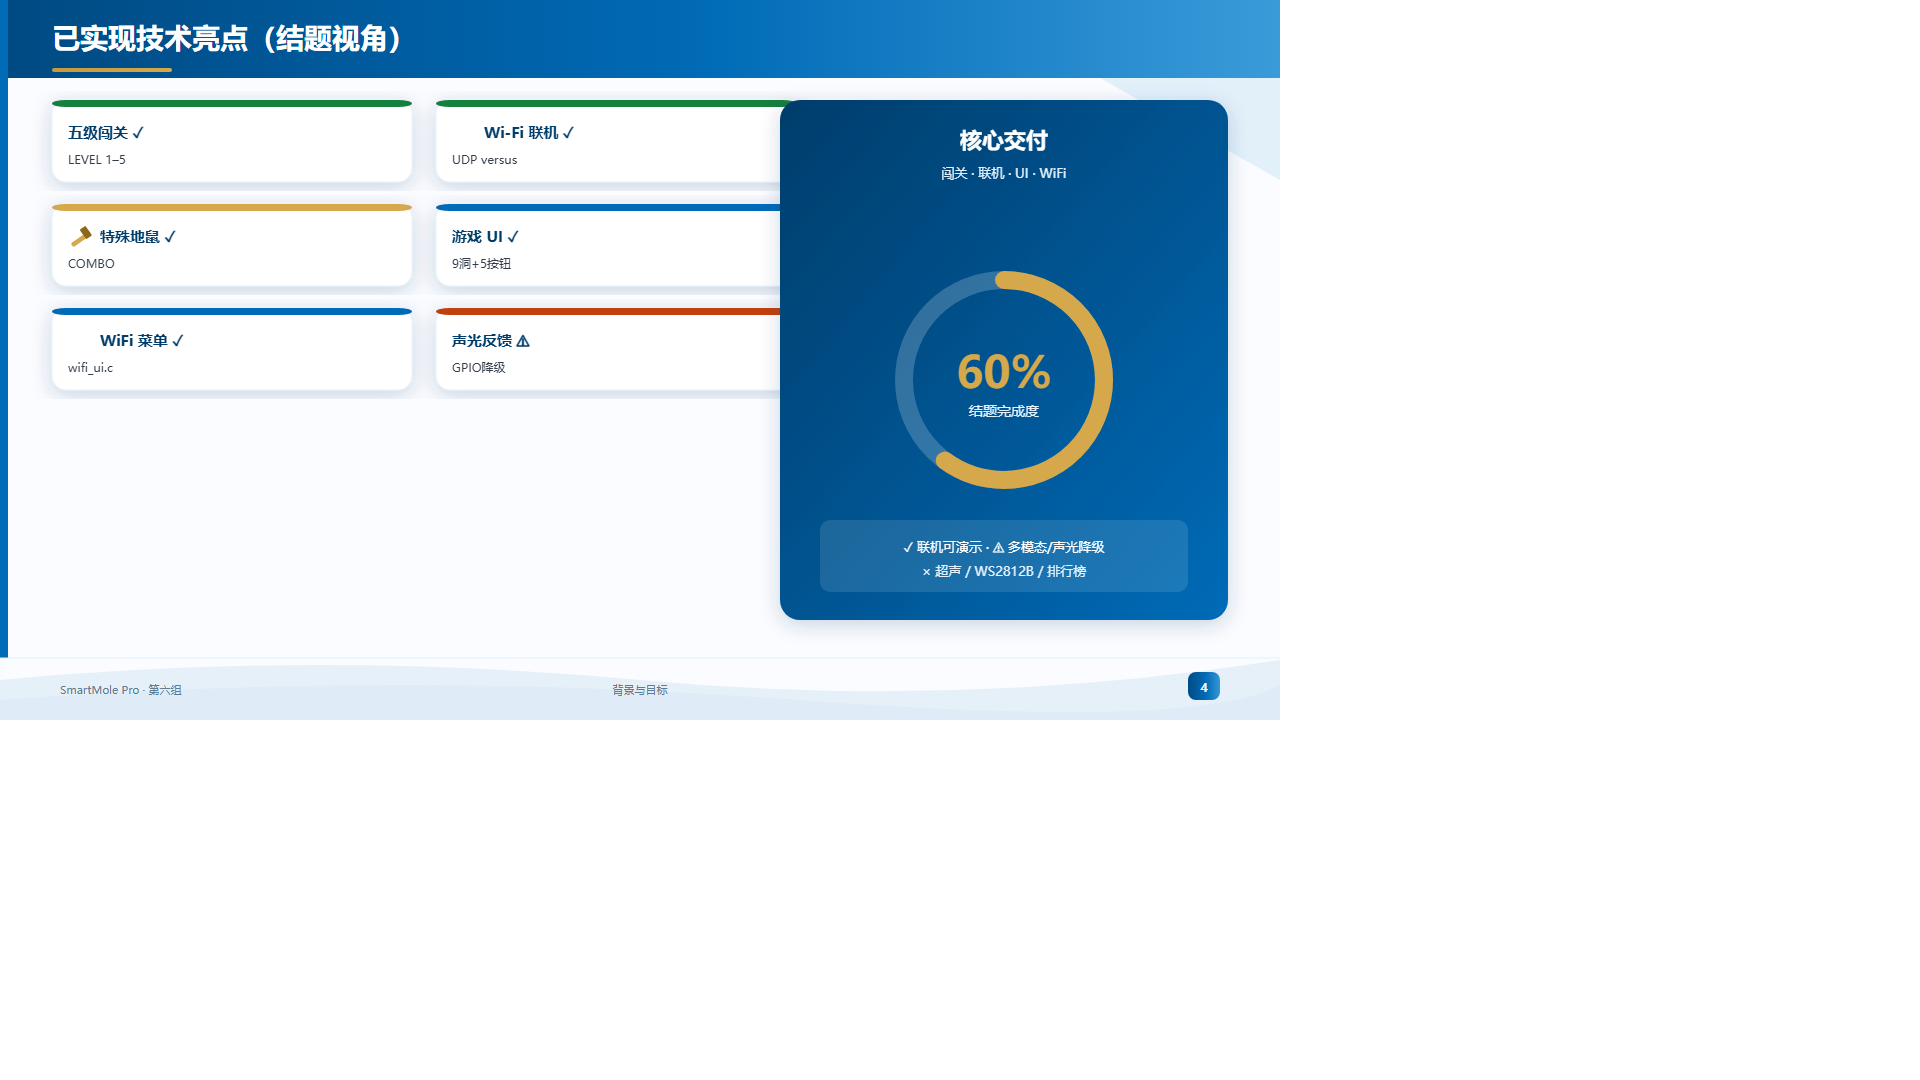 已实现技术亮点（结题视角）
五级闯关 ✓
LEVEL 1–5
Wi-Fi 联机 ✓
UDP versus
特殊地鼠 ✓
COMBO
游戏 UI ✓
9洞+5按钮
WiFi 菜单 ✓
wifi_ui.c
声光反馈 ⚠
GPIO降级
核心交付
闯关 · 联机 · UI · WiFi
60%
结题完成度
✓ 联机可演示 · ⚠ 多模态/声光降级
× 超声 / WS2812B / 排行榜
SmartMole Pro · 第六组
背景与目标
4